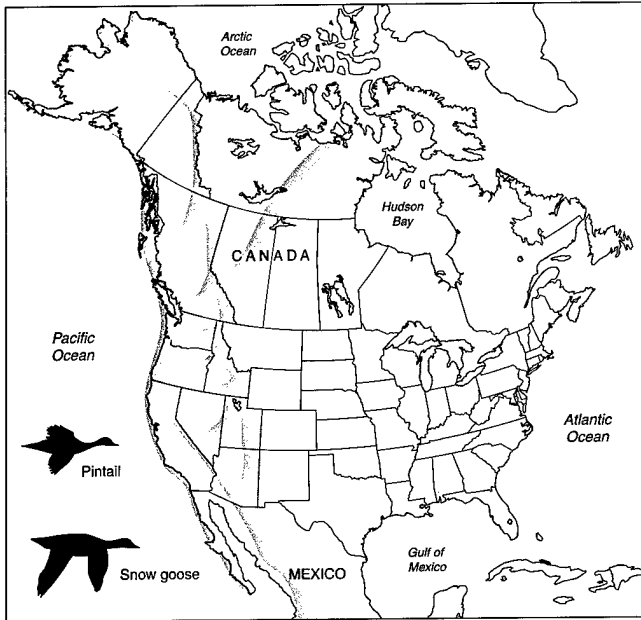 Arctic
Ocean
Hudson
Bay
CANADA
Pacific
Ocean
Atlantic
Ocean
Pintail
Snow goose
MEXICO
Gulf of
Mexico